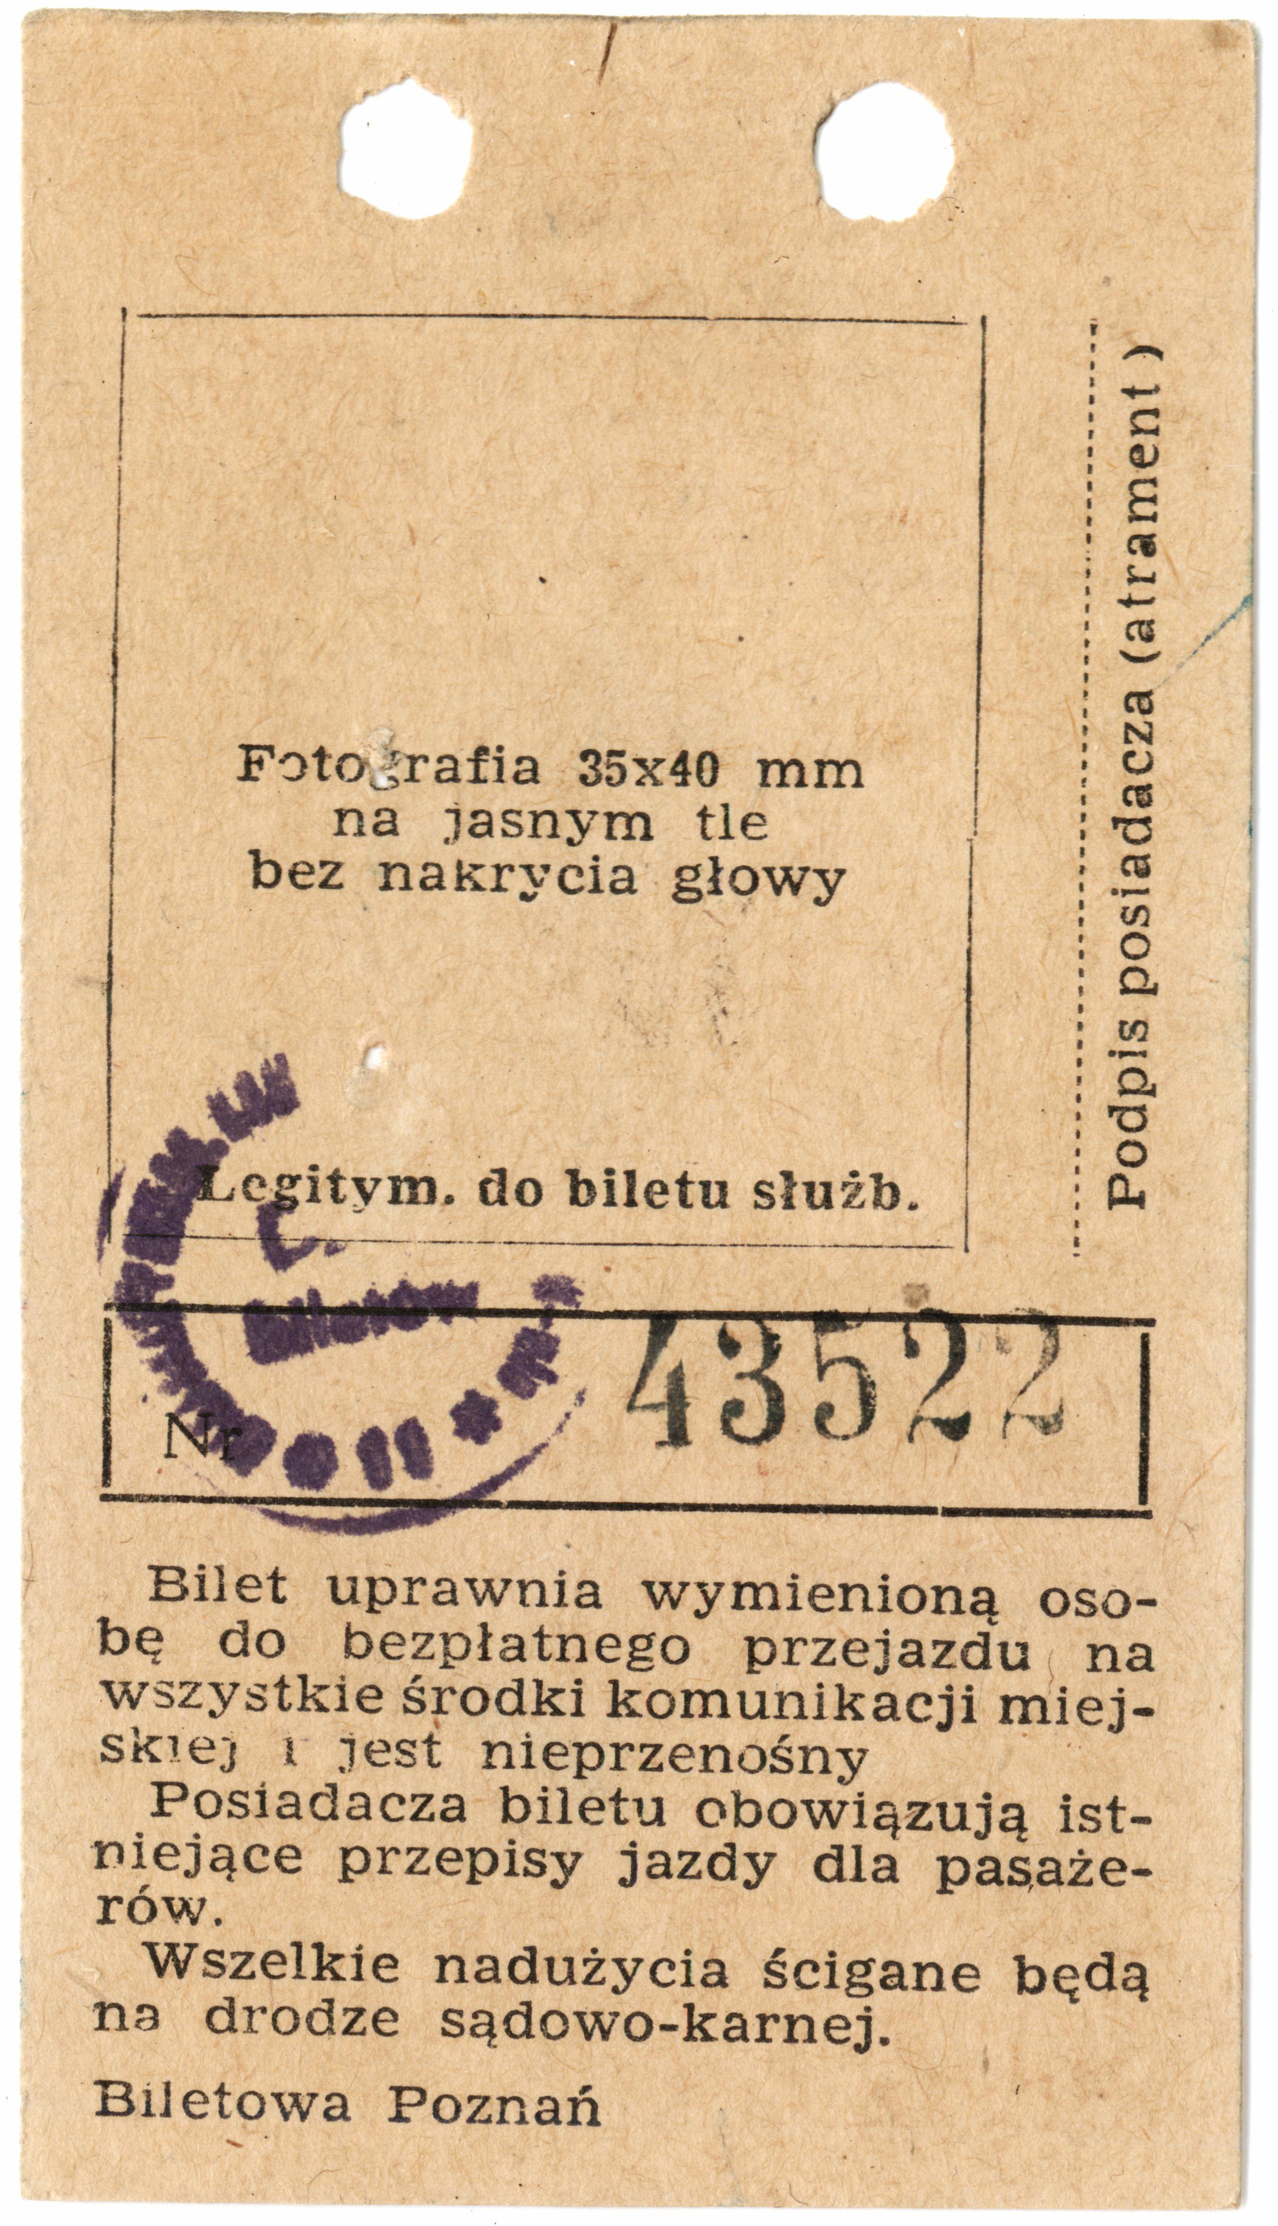 Fotografia 35x40 mm
na jasnym tle
bez nakrycia głowy
Podpis posiadacza (atrament)
Legitym. do biletu służb.
Biletów
Nr 43522
Bilet uprawnia wymienioną oso-
bę do bezpłatnego przejazdu na
wszystkie środki komunikacji miej-
skiej i jest nieprzenośny
Posiadacza biletu obowiązują ist-
niejące przepisy jazdy dla pasaże-
rów.
Wszelkie nadużycia ścigane będą
na drodze sądowo-karnej.
Biletowa Poznań